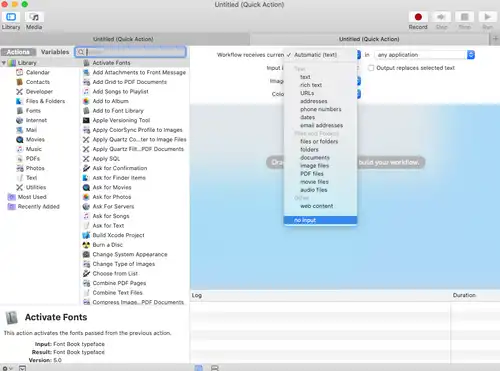 Untitled (Quick Action)
Library
Media
Record
Step
Stop
Run
Untitled (Quick Action)
Untitled (Quick Action)
Actions
Variables
Library
Calendar
Contacts
Developer
Files & Folders
Fonts
Internet
Mail
Movies
Music
PDFs
Photos
Text
Utilities
Most Used
Recently Added
Activate Fonts
Add Attachments to Front Message
Add Grid to PDF Documents
Add Songs to Playlist
Add to Album
Add to Font Library
Apple Versioning Tool
Apply ColorSync Profile to Images
Apply Quartz Co...ter to Image Files
Apply Quartz Filt...PDF Documents
Apply SQL
Ask for Confirmation
Ask for Finder Items
Ask for Movies
Ask for Photos
Ask For Servers
Ask for Songs
Ask for Text
Build Xcode Project
Burn a Disc
Change System Appearance
Change Type of Images
Choose from List
Combine PDF Pages
Combine Text Files
Compress Image...PDF Documents
Workflow receives curren
Automatic (text)
in
any application
Input i
Output replaces selected text
Image
Colo
Text
text
rich text
URLs
addresses
phone numbers
dates
email addresses
Files and Folders
files or folders
folders
documents
image files
PDF files
movie files
audio files
Other
web content
no input
build your workflow.
Log
Duration
Activate Fonts
This action activates the fonts passed from the previous action.
Input: Font Book typeface
Result: Font Book typeface
Version: 5.0